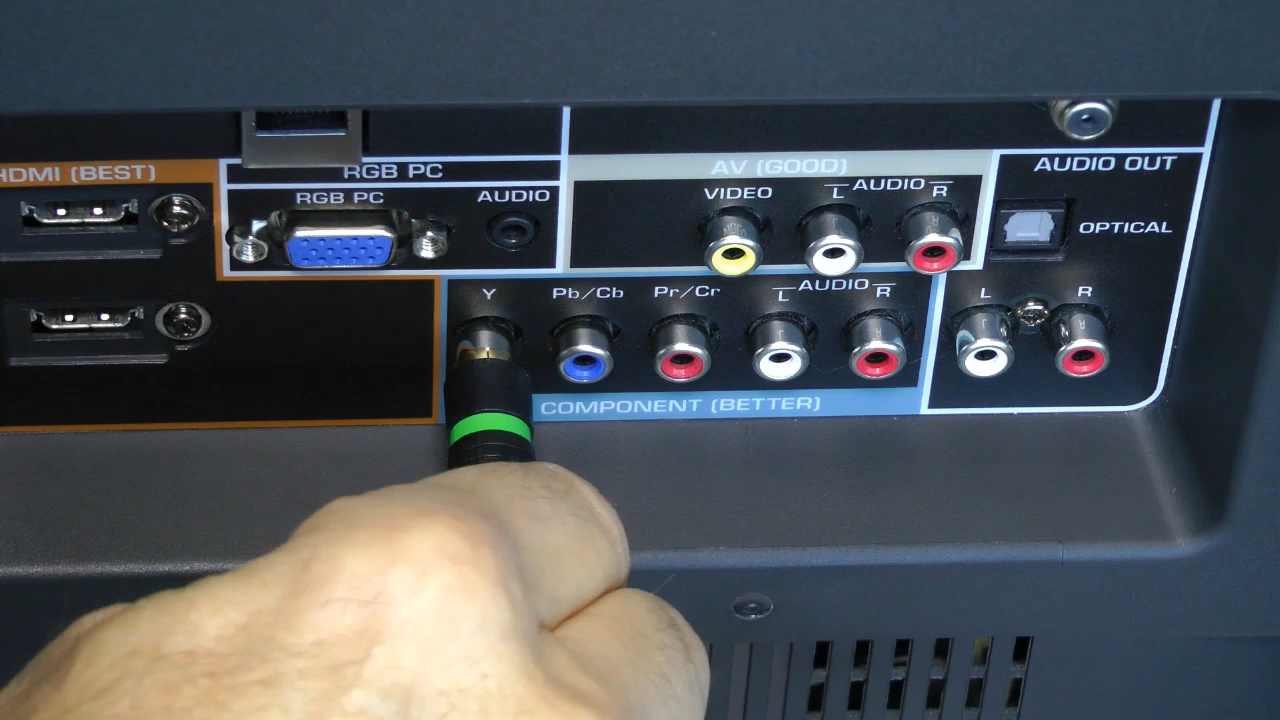 HDMI (BEST)
RGB PC
RGB PC
AUDIO
AV (GOOD)
VIDEO
L AUDIO R
AUDIO OUT
OPTICAL
Y
Pb/Cb
Pr/Cr
L AUDIO R
L
R
COMPONENT (BETTER)